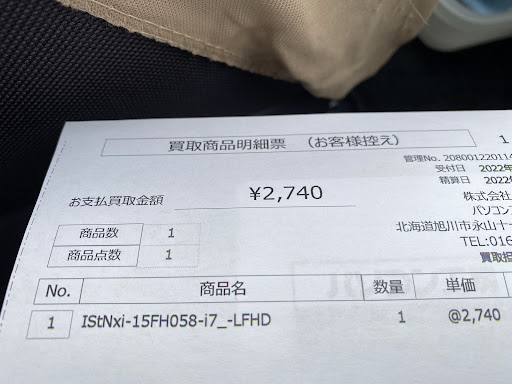 買取商品明細票 (お客様控え)
1
管理No. 208001220114
受付日 2022年
精算日 2022
お支払買取金額 ¥2,740
株式会社
パソコン
北海道旭川市永山十一
TEL:016
商品数 1
商品点数 1
No. 商品名 数量 単価
1 IStNxi-15FH058-i7_-LFHD 1 @2,740